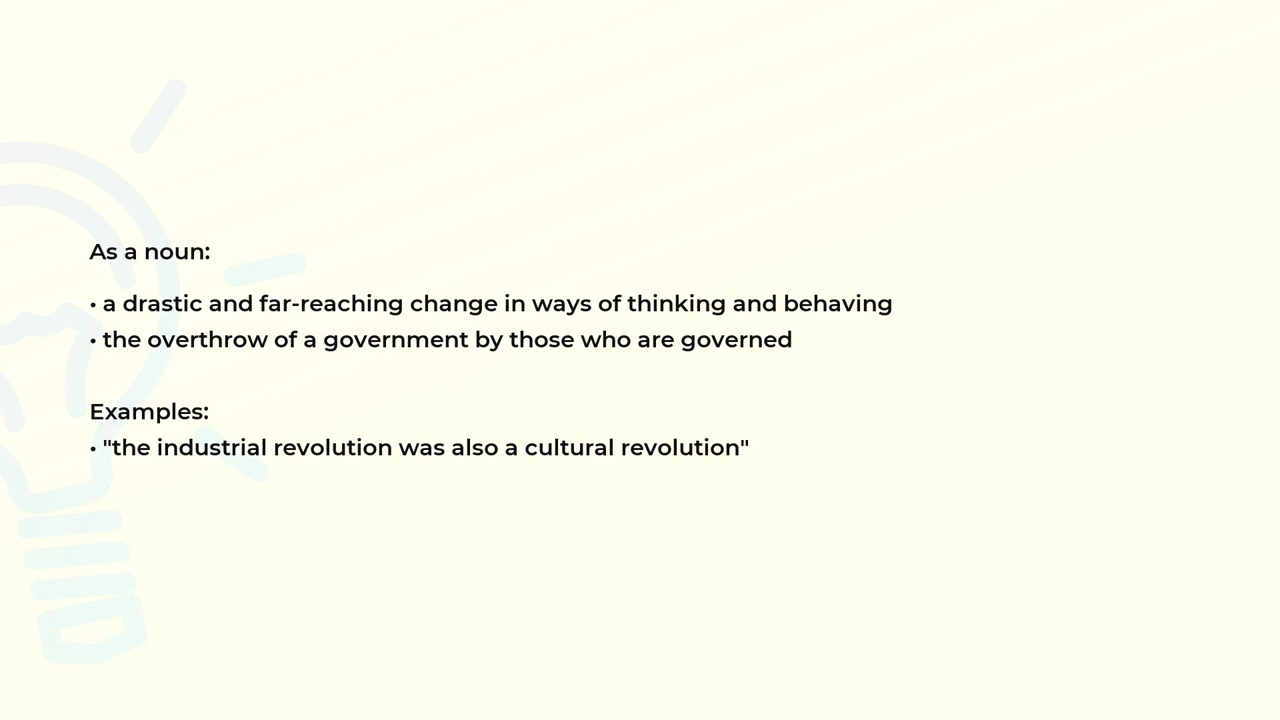 As a noun:
• a drastic and far-reaching change in ways of thinking and behaving
• the overthrow of a government by those who are governed
Examples:
• "the industrial revolution was also a cultural revolution"